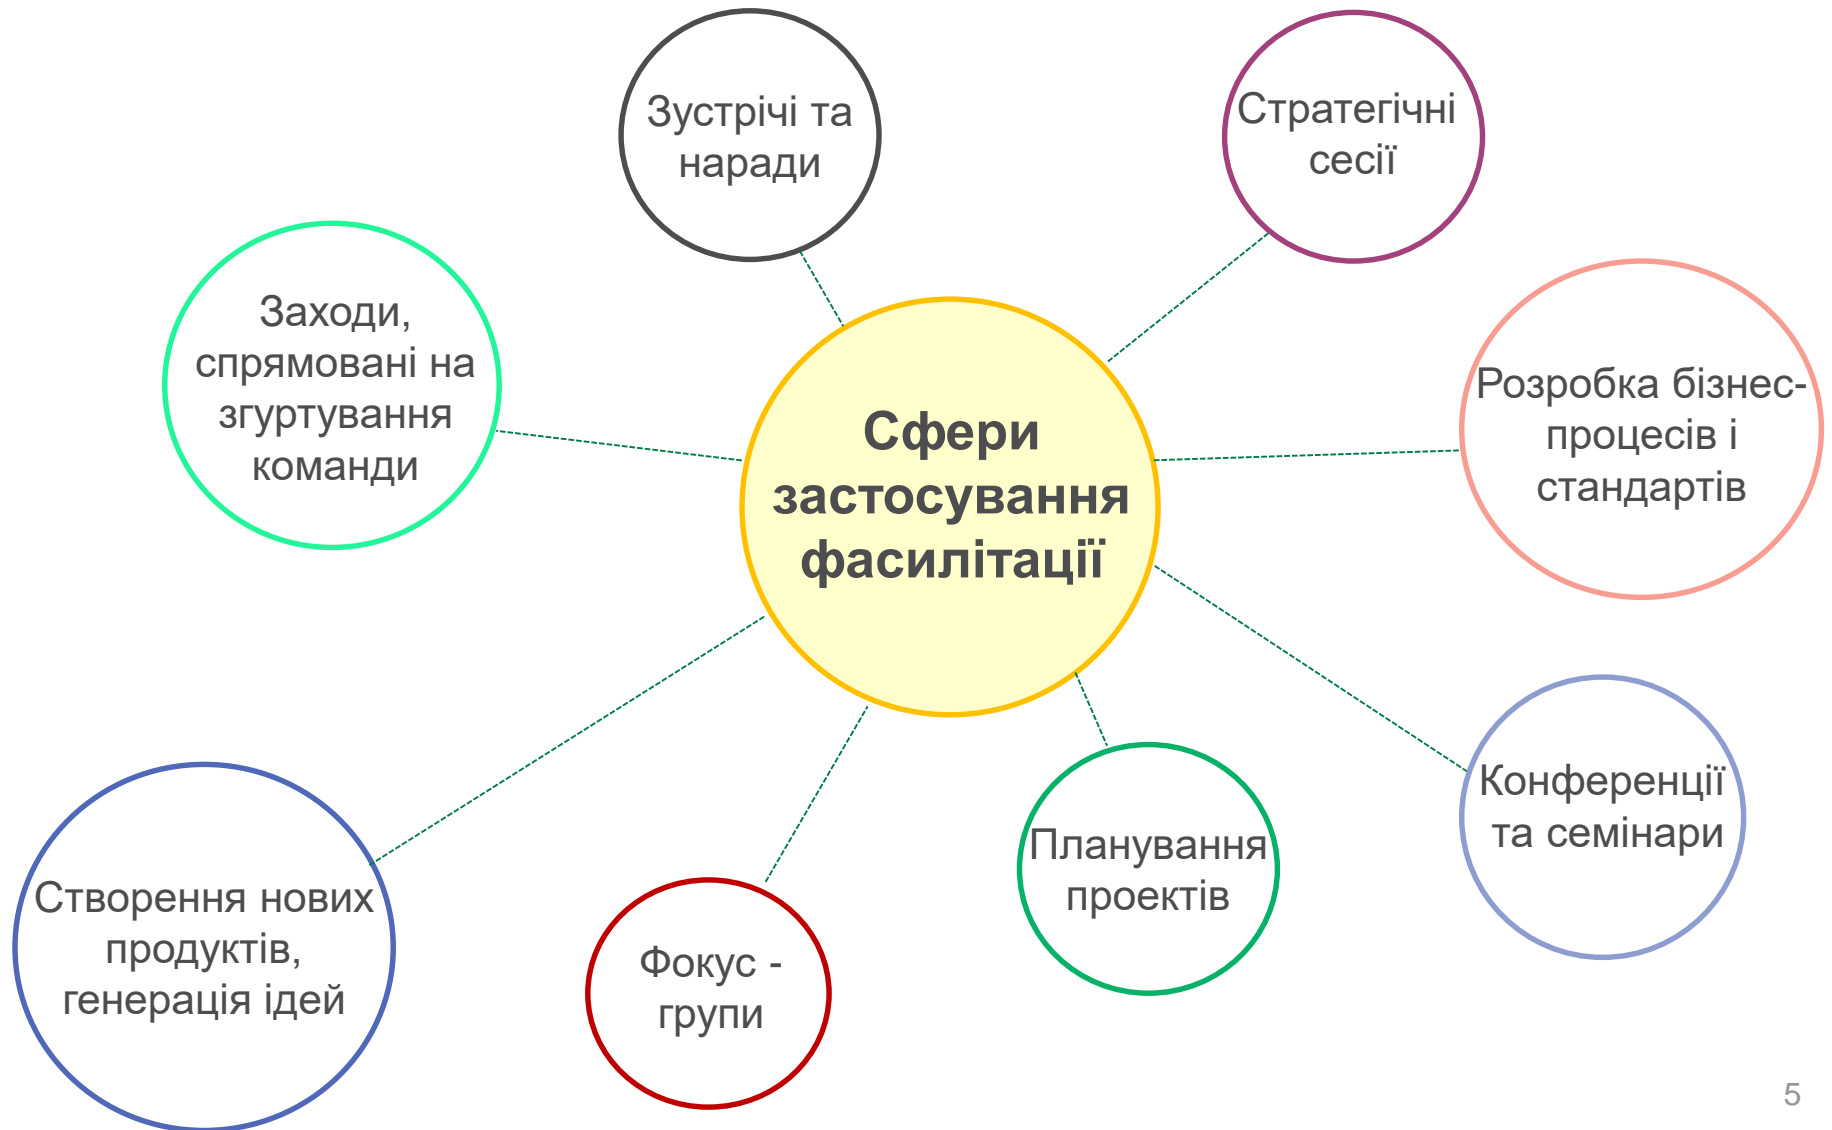 Зустрічі та
наради
Стратегічні
сесії
Заходи,
спрямовані на
згуртування
команди
Сфери
застосування
фасилітації
Розробка бізнес-
процесів і
стандартів
Конференції
та семінари
Планування
проектів
Створення нових
продуктів,
генерація ідей
Фокус -
групи
5